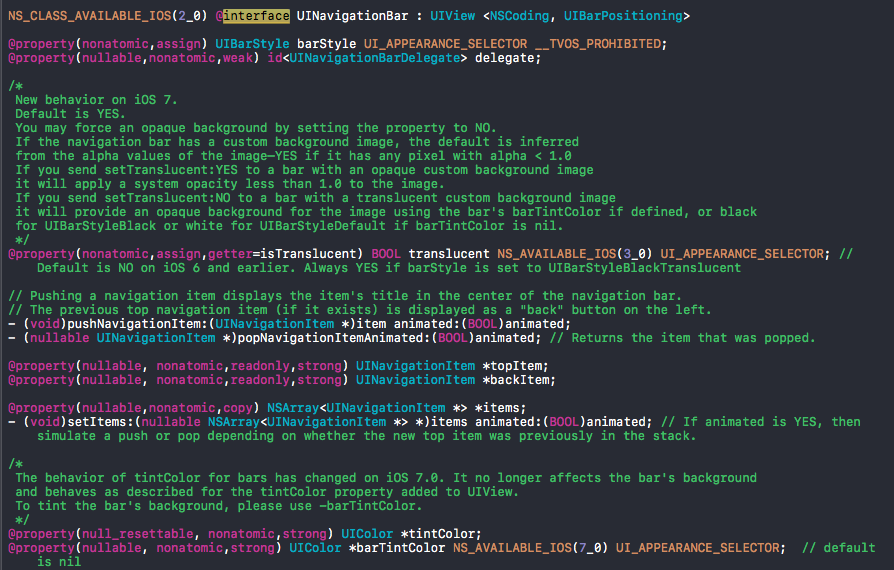 NS_CLASS_AVAILABLE_IOS(2_0) @interface UINavigationBar : UIView <NSCoding, UIBarPositioning>
@property(nonatomic,assign) UIBarStyle barStyle UI_APPEARANCE_SELECTOR __TVOS_PROHIBITED;
@property(nullable,nonatomic,weak) id<UINavigationBarDelegate> delegate;
/*
New behavior on iOS 7.
Default is YES.
You may force an opaque background by setting the property to NO.
If the navigation bar has a custom background image, the default is inferred
from the alpha values of the image—YES if it has any pixel with alpha < 1.0
If you send setTranslucent:YES to a bar with an opaque custom background image
it will apply a system opacity less than 1.0 to the image.
If you send setTranslucent:NO to a bar with a translucent custom background image
it will provide an opaque background for the image using the bar's barTintColor if defined, or black
for UIBarStyleBlack or white for UIBarStyleDefault if barTintColor is nil.
*/
@property(nonatomic,assign,getter=isTranslucent) BOOL translucent NS_AVAILABLE_IOS(3_0) UI_APPEARANCE_SELECTOR; //
Default is NO on iOS 6 and earlier. Always YES if barStyle is set to UIBarStyleBlackTranslucent
// Pushing a navigation item displays the item's title in the center of the navigation bar.
// The previous top navigation item (if it exists) is displayed as a "back" button on the left.
- (void)pushNavigationItem:(UINavigationItem *)item animated:(BOOL)animated;
- (nullable UINavigationItem *)popNavigationItemAnimated:(BOOL)animated; // Returns the item that was popped.
@property(nullable, nonatomic,readonly,strong) UINavigationItem *topItem;
@property(nullable, nonatomic,readonly,strong) UINavigationItem *backItem;
@property(nullable,nonatomic,copy) NSArray<UINavigationItem *> *items;
- (void)setItems:(nullable NSArray<UINavigationItem *> *)items animated:(BOOL)animated; // If animated is YES, then
simulate a push or pop depending on whether the new top item was previously in the stack.
/*
The behavior of tintColor for bars has changed on iOS 7.0. It no longer affects the bar's background
and behaves as described for the tintColor property added to UIView.
To tint the bar's background, please use -barTintColor.
*/
@property(null_resettable, nonatomic,strong) UIColor *tintColor;
@property(nullable, nonatomic,strong) UIColor *barTintColor NS_AVAILABLE_IOS(7_0) UI_APPEARANCE_SELECTOR;  // default
is nil